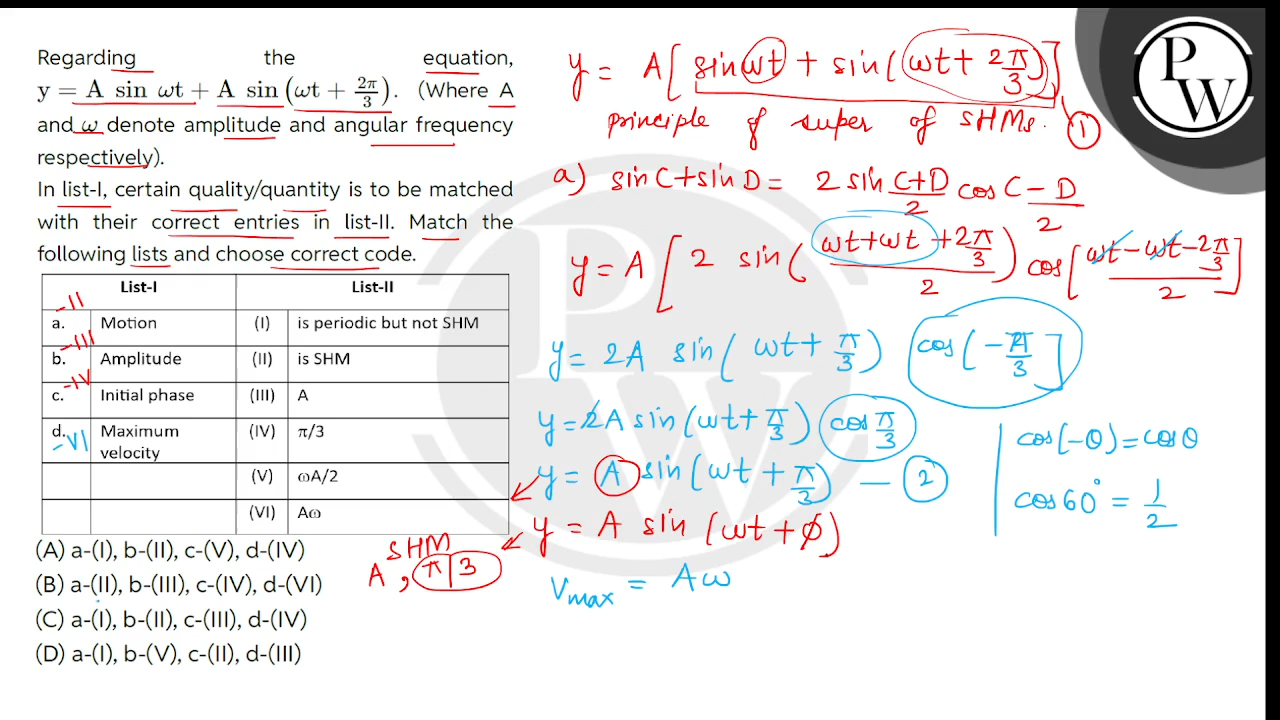 Regarding the equation,
y = A sin ωt + A sin (ωt + 2π/3). (Where A
and ω denote amplitude and angular frequency
respectively).
In list-I, certain quality/quantity is to be matched
with their correct entries in list-II. Match the
following lists and choose correct code.
List-I List-II
a. -II Motion (I) is periodic but not SHM
b. -III Amplitude (II) is SHM
c. -IV Initial phase (III) A
d. -VI Maximum velocity (IV) π/3
(V) ωA/2
(VI) Aω
(A) a-(I), b-(II), c-(V), d-(IV)
(B) a-(II), b-(III), c-(IV), d-(VI)
(C) a-(I), b-(II), c-(III), d-(IV)
(D) a-(I), b-(V), c-(II), d-(III)
SHM
A, π/3
y = A[sinωt + sin(ωt + 2π/3)] ①
principle of super of SHMs.
a) sinC + sinD = 2 sin C+D/2 cos C-D/2
y = A[2 sin(ωt+ωt+2π/3/2) cos[ωt-ωt-2π/3/2]
y = 2A sin(ωt + π/3) cos(-π/3]
y = 2A sin(ωt + π/3) cos π/3
y = A sin(ωt + π/3) — ②
y = A sin(ωt + ϕ)
Vmax = Aω
cos(-θ) = cosθ
cos60° = 1/2
PW
PW